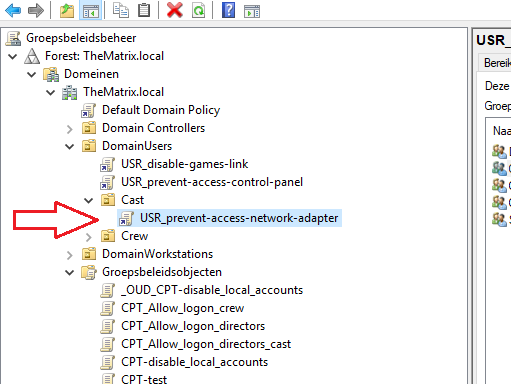 Groepsbeleidsbeheer
Forest: TheMatrix.local
Domeinen
TheMatrix.local
Default Domain Policy
Domain Controllers
DomainUsers
USR_disable-games-link
USR_prevent-access-control-panel
Cast
USR_prevent-access-network-adapter
Crew
DomainWorkstations
Groepsbeleidsobjecten
_OUD_CPT-disable_local_accounts
CPT_Allow_logon_crew
CPT_Allow_logon_directors
CPT_Allow_logon_directors_cast
CPT-disable_local_accounts
CPT-test
USR_
Bereik
Deze
Groep
Naa